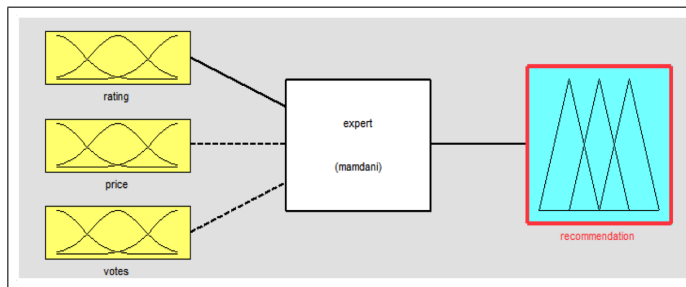 rating
price
votes
expert
(mamdani)
recommendation